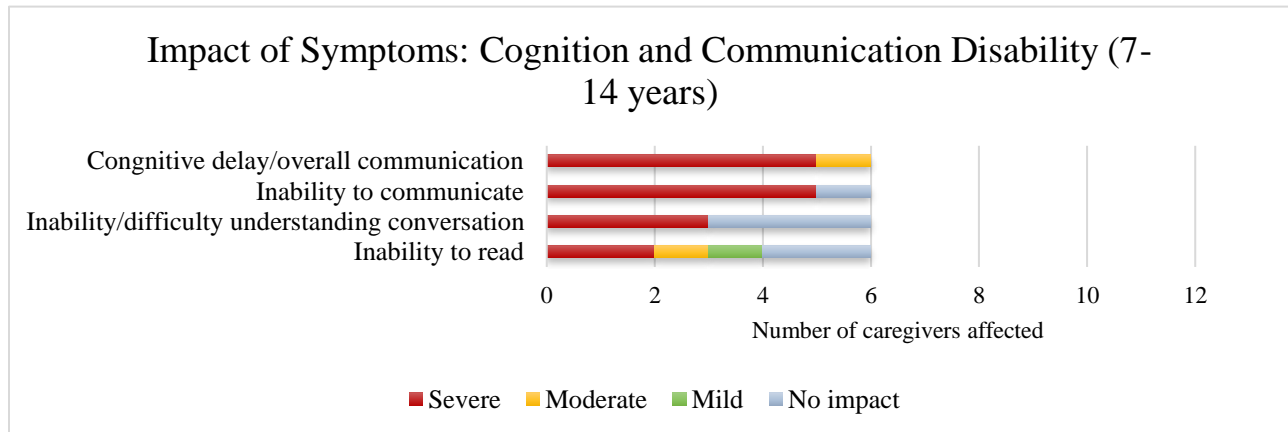 Impact of Symptoms: Cognition and Communication Disability (7-
14 years)
Congnitive delay/overall communication
Inability to communicate
Inability/difficulty understanding conversation
Inability to read
0 2 4 6 8 10 12
Number of caregivers affected
Severe Moderate Mild No impact